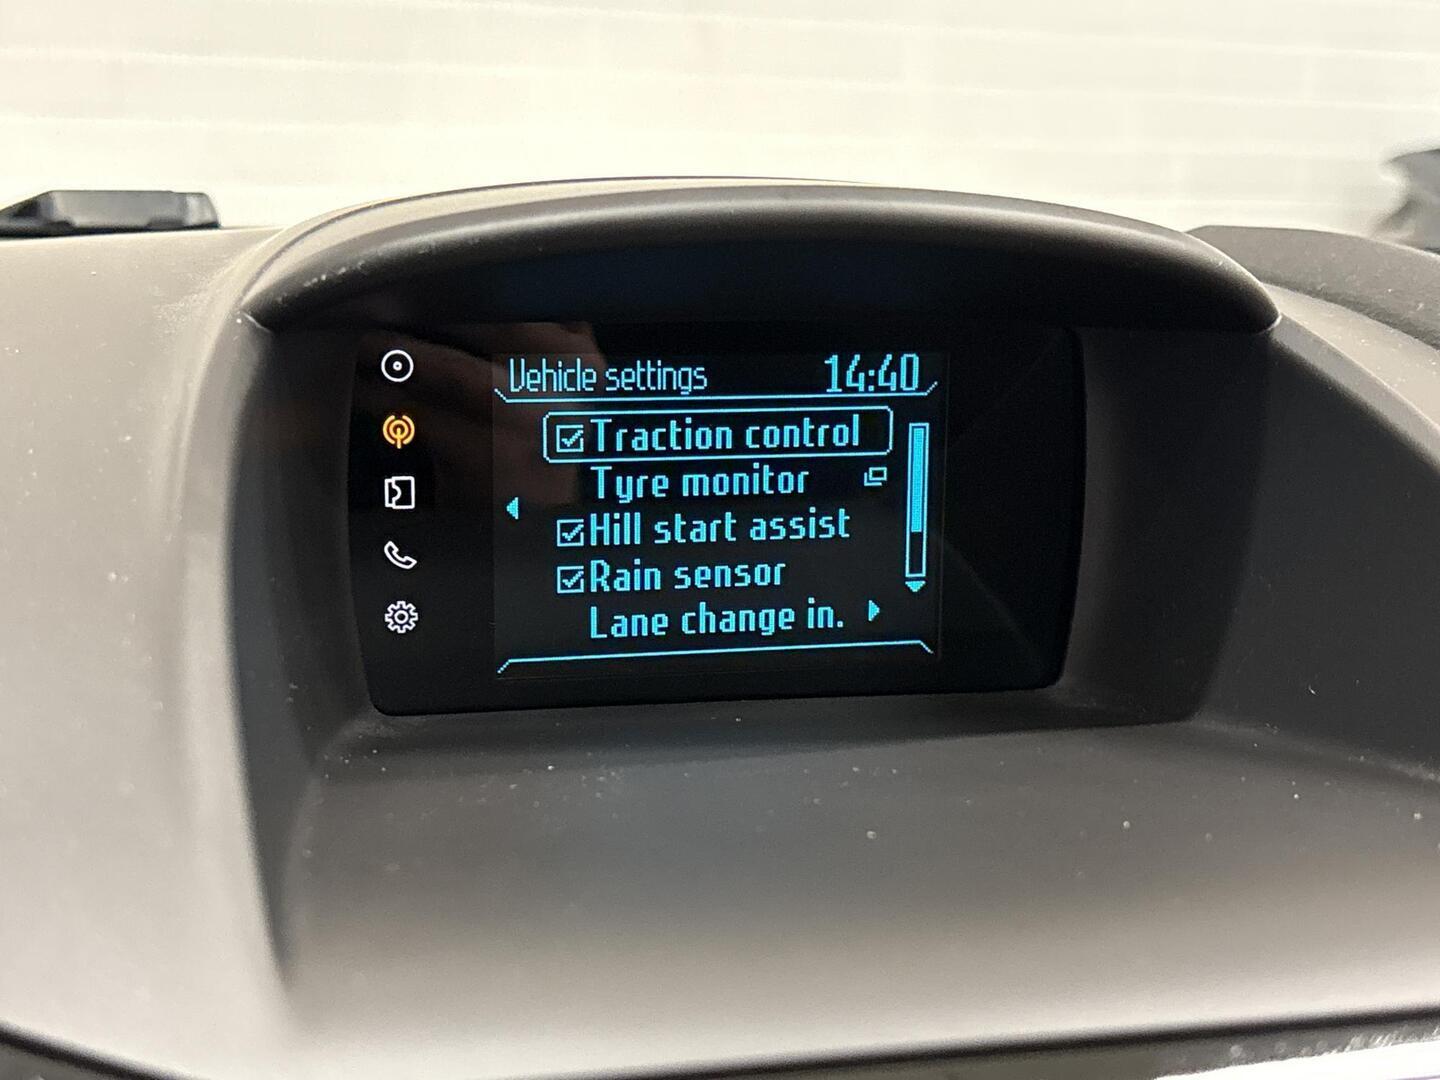 Vehicle settings 14:40
Traction control
Tyre monitor
Hill start assist
Rain sensor
Lane change in.